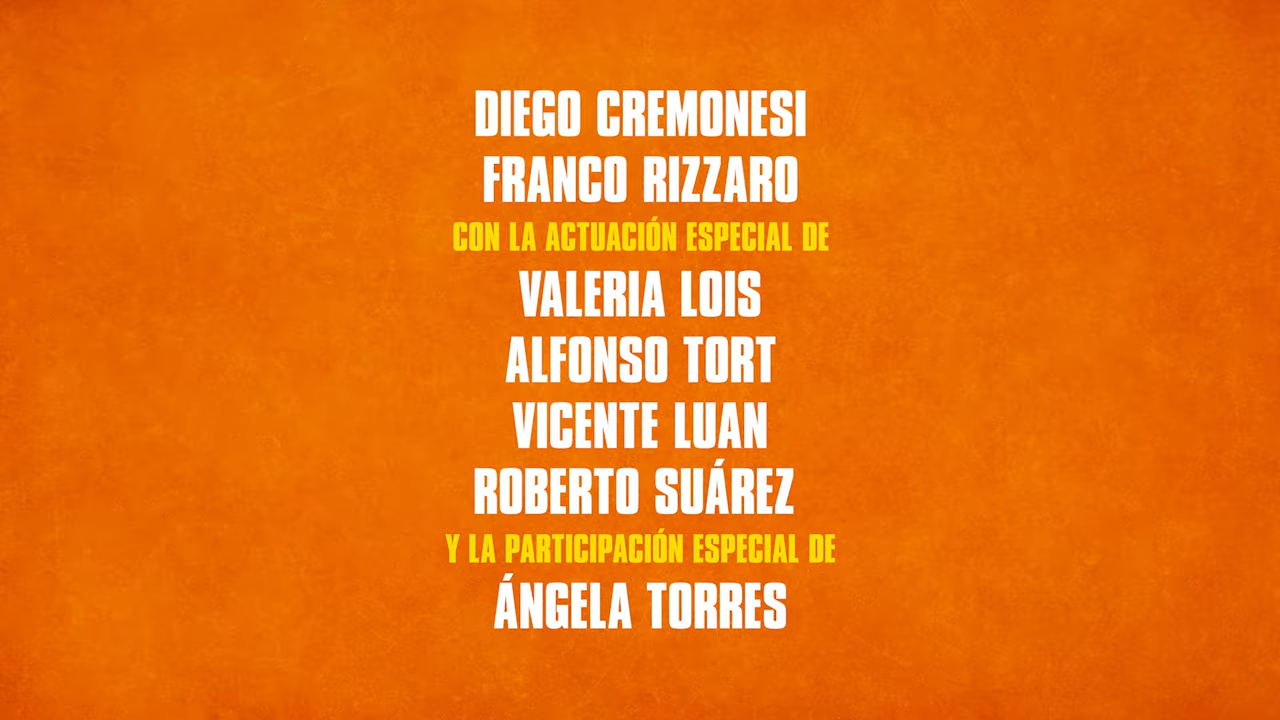 DIEGO CREMONESI
FRANCO RIZZARO
CON LA ACTUACIÓN ESPECIAL DE
VALERIA LOIS
ALFONSO TORT
VICENTE LUAN
ROBERTO SUÁREZ
Y LA PARTICIPACIÓN ESPECIAL DE
ÁNGELA TORRES